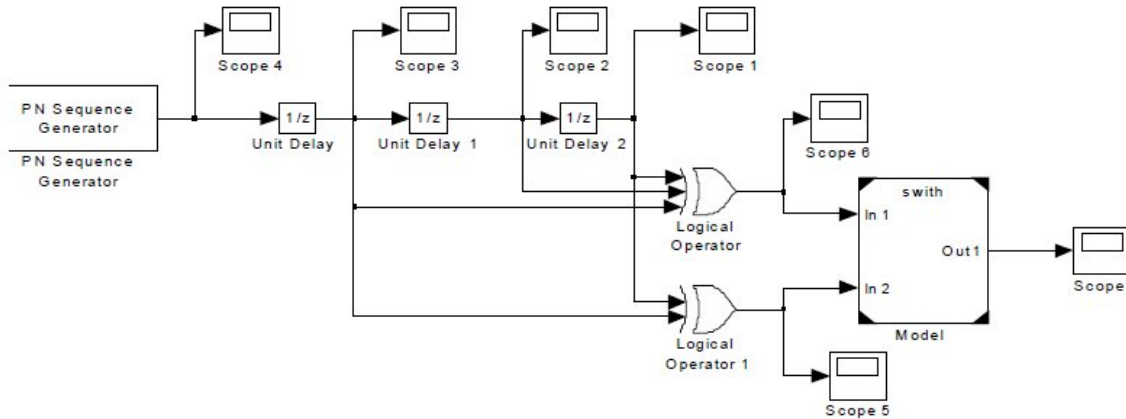 Scope 4
Scope 3
Scope 2
Scope 1
PN Sequence
Generator
PN Sequence
Generator
1/z
Unit Delay
1/z
Unit Delay 1
1/z
Unit Delay 2
Scope 6
Logical
Operator
swith
In 1
Out1
In 2
Model
Scope
Logical
Operator 1
Scope 5